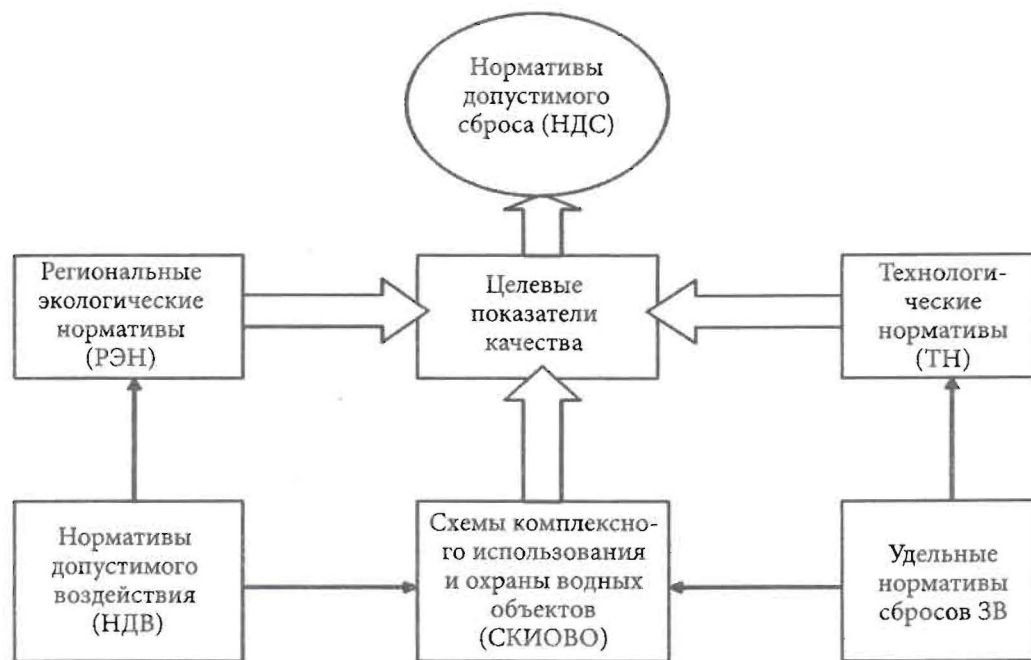 Нормативы
допустимого
сброса (НДС)
Региональные
экологические
нормативы
(РЭН)
Целевые
показатели
качества
Технологи-
ческие
нормативы
(ТН)
Нормативы
допустимого
воздействия
(НДВ)
Схемы комплексно-
го использования
и охраны водных
объектов
(СКИОВО)
Удельные
нормативы
сбросов ЗВ